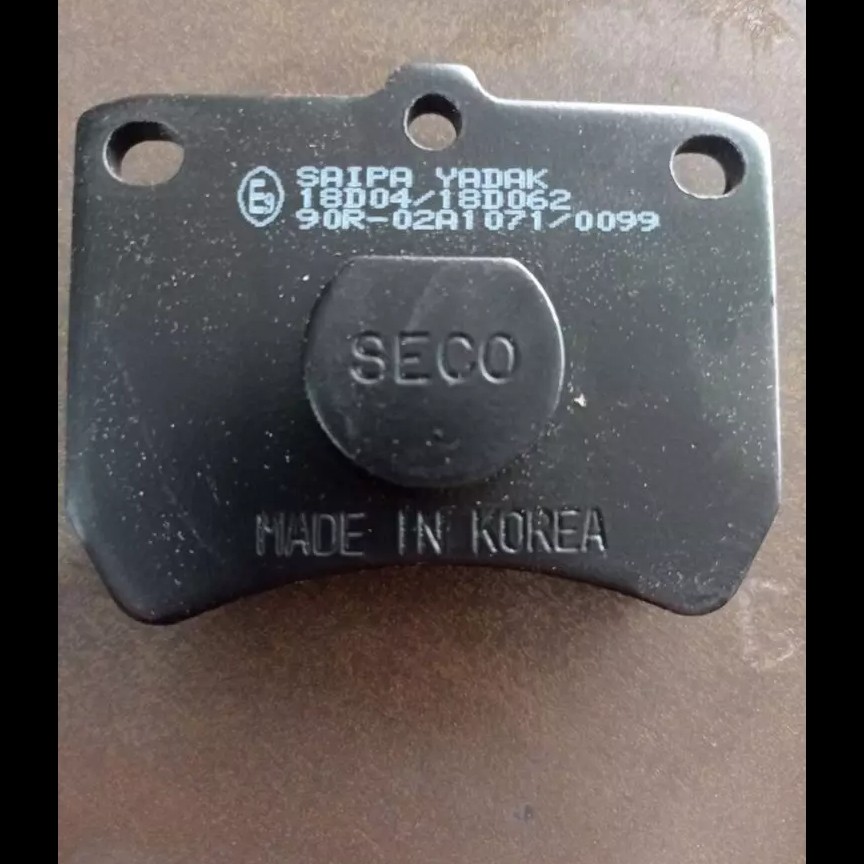 E9
SAIPA YADAK
18D04/18D062
90R-02A1071/0099
SECO
MADE IN KOREA